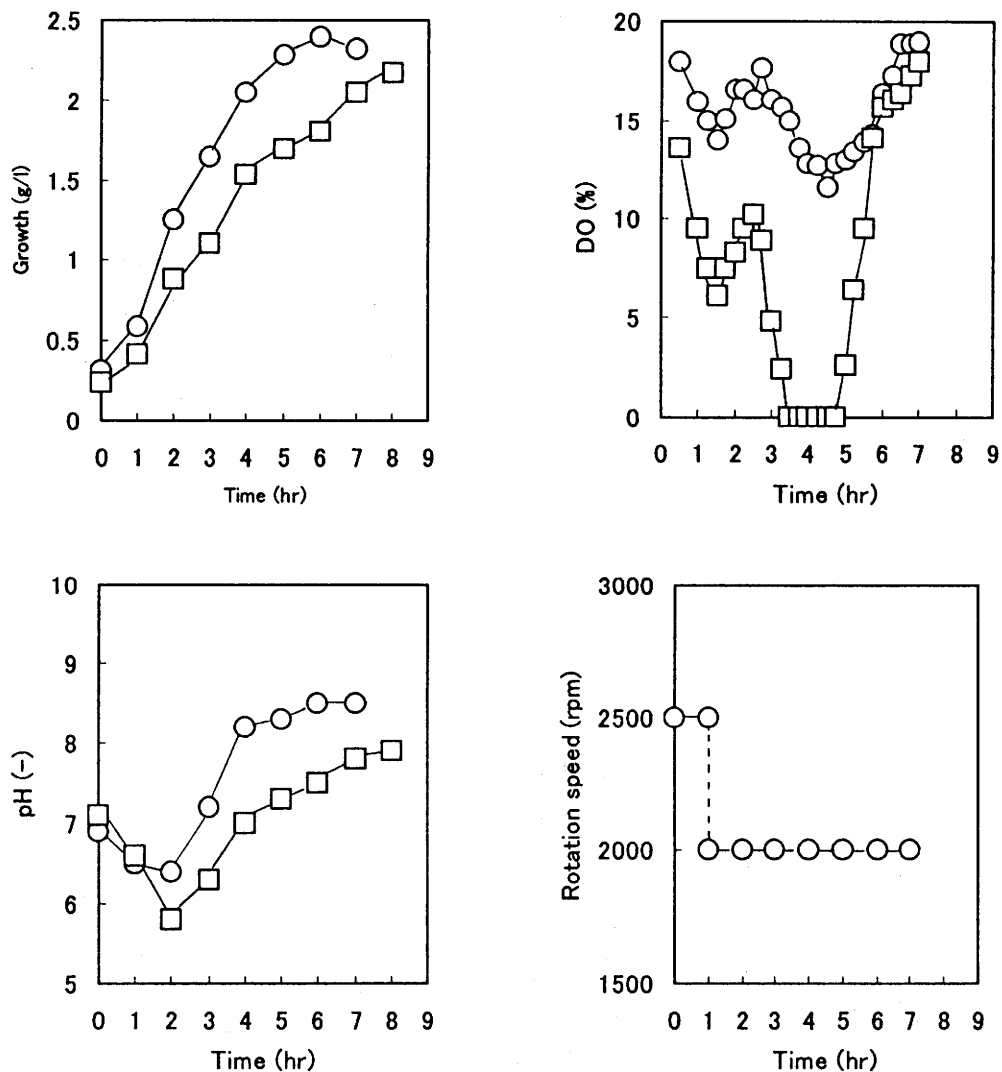 2.5
2
1.5
1
0.5
0
Growth (g/l)
0 1 2 3 4 5 6 7 8 9
Time (hr)
20
15
10
5
0
DO (%)
0 1 2 3 4 5 6 7 8 9
Time (hr)
10
9
8
7
6
5
pH (-)
0 1 2 3 4 5 6 7 8 9
Time (hr)
3000
2500
2000
1500
Rotation speed (rpm)
0 1 2 3 4 5 6 7 8 9
Time (hr)